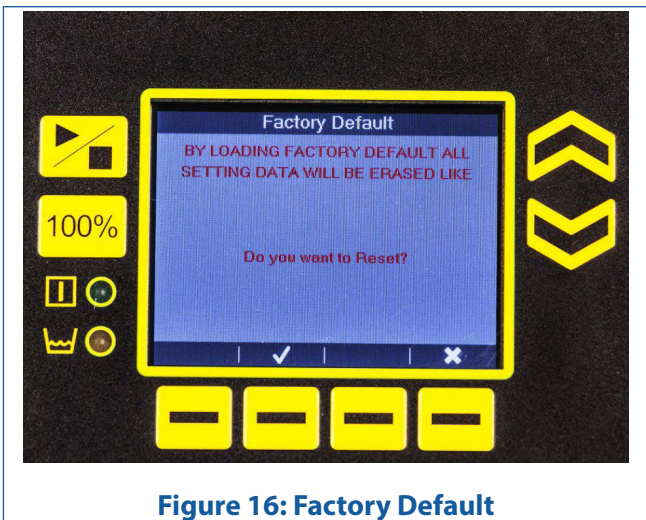 Factory Default
BY LOADING FACTORY DEFAULT ALL
SETTING DATA WILL BE ERASED LIKE
100%
Do you want to Reset?
Figure 16: Factory Default